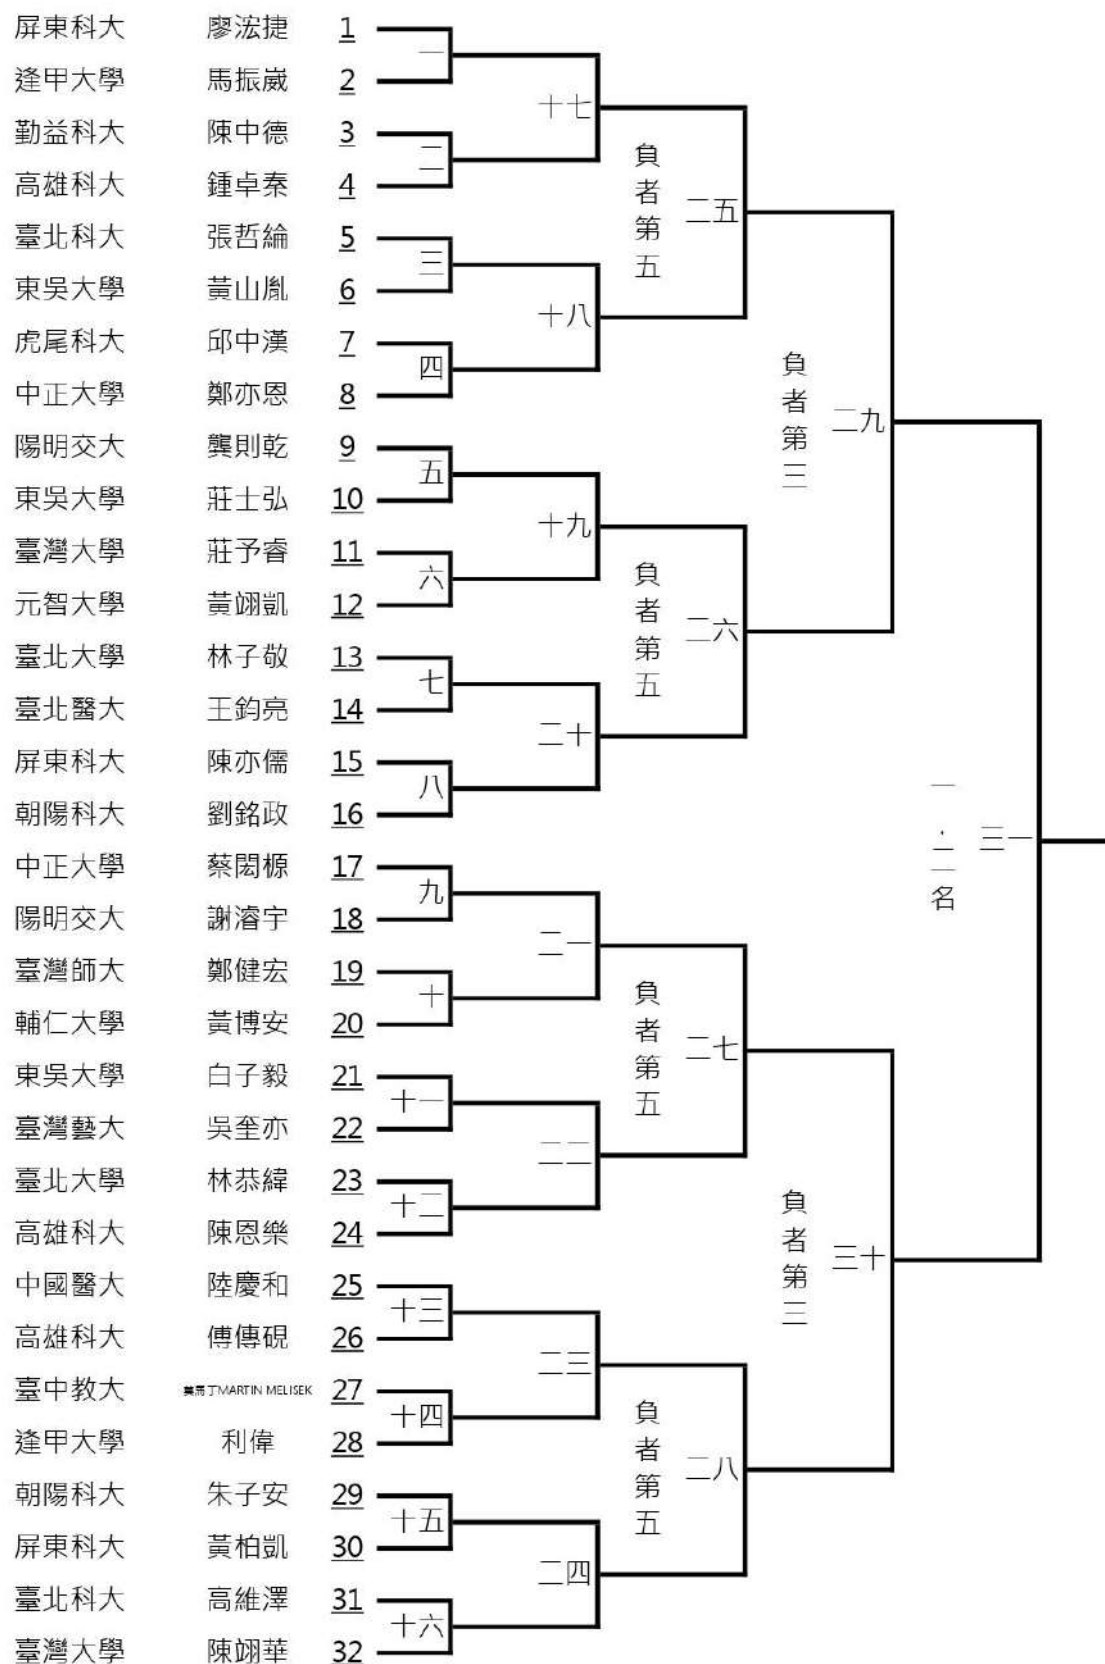 屏東科大 廖浤捷 1
一
逢甲大學 馬振崴 2
十七
勤益科大 陳中德 3
二
負者第五
高雄科大 鍾卓秦 4
二五
臺北科大 張哲綸 5
三
東吳大學 黃山胤 6
十八
虎尾科大 邱中漢 7
四
負者第三
中正大學 鄭亦恩 8
二九
陽明交大 龔則乾 9
五
東吳大學 莊士弘 10
十九
臺灣大學 莊予睿 11
六
負者第五
元智大學 黃翊凱 12
二六
臺北大學 林子敬 13
七
臺北醫大 王鈞亮 14
二十
屏東科大 陳亦儒 15
八
朝陽科大 劉銘政 16
一.二名
三一
中正大學 蔡閎榞 17
九
陽明交大 謝濬宇 18
二一
臺灣師大 鄭健宏 19
十
負者第五
輔仁大學 黃博安 20
二七
東吳大學 白子毅 21
十一
臺灣藝大 吳奎亦 22
二二
臺北大學 林恭緯 23
十二
負者第三
高雄科大 陳恩樂 24
三十
中國醫大 陸慶和 25
十三
高雄科大 傅傳硯 26
二三
臺中教大 莫馬丁MARTIN MELISEK 27
十四
負者第五
逢甲大學 利偉 28
二八
朝陽科大 朱子安 29
十五
屏東科大 黃柏凱 30
二四
臺北科大 高維澤 31
十六
臺灣大學 陳翊華 32